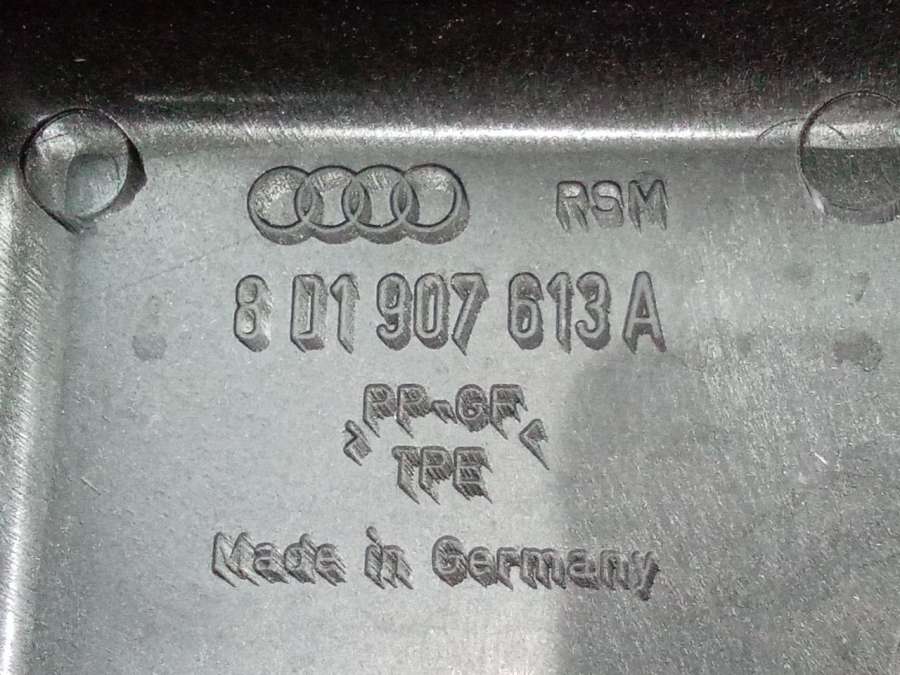 RSM
8D1 907 613 A
>PP-GF<
TPE
Made in Germany